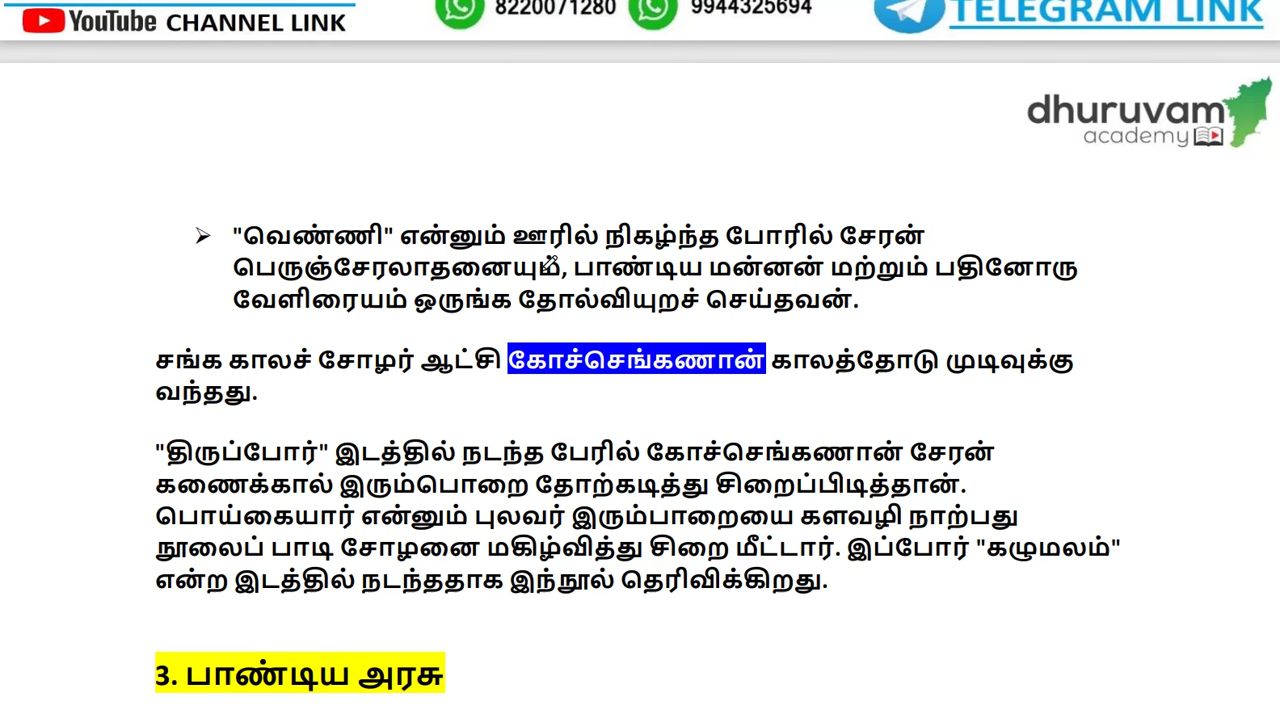 YouTube CHANNEL LINK 8220071280 9944325694 TELEGRAM LINK
dhuruvam
academy
"வெண்ணி" என்னும் ஊரில் நிகழ்ந்த போரில் சேரன்
பெருஞ்சேரலாதனையும், பாண்டிய மன்னன் மற்றும் பதினோரு
வேளிரையம் ஒருங்க தோல்வியுறச் செய்தவன்.
சங்க காலச் சோழர் ஆட்சி கோச்செங்கணான் காலத்தோடு முடிவுக்கு
வந்தது.
"திருப்போர்" இடத்தில் நடந்த பேரில் கோச்செங்கணான் சேரன்
கணைக்கால் இரும்பொறை தோற்கடித்து சிறைப்பிடித்தான்.
பொய்கையார் என்னும் புலவர் இரும்பாறையை களவழி நாற்பது
நூலைப் பாடி சோழனை மகிழ்வித்து சிறை மீட்டார். இப்போர் "கழுமலம்"
என்ற இடத்தில் நடந்ததாக இந்நூல் தெரிவிக்கிறது.
3. பாண்டிய அரசு